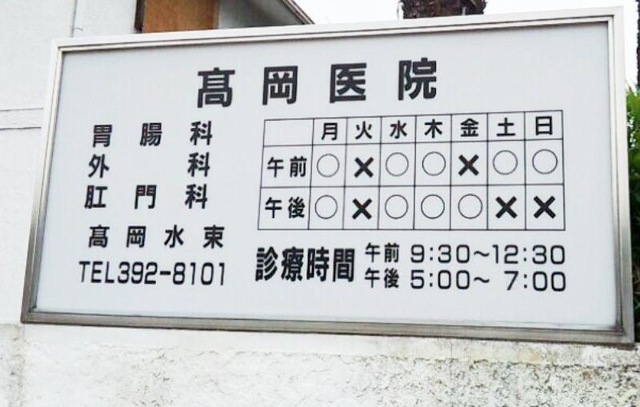 髙岡医院
胃腸科
外科
肛門科
髙岡水東
TEL392-8101
月 火 水 木 金 土 日
午前 ○ × ○ ○ × ○ ○
午後 ○ × ○ ○ ○ × ×
診療時間
午前 9:30～12:30
午後 5:00～ 7:00